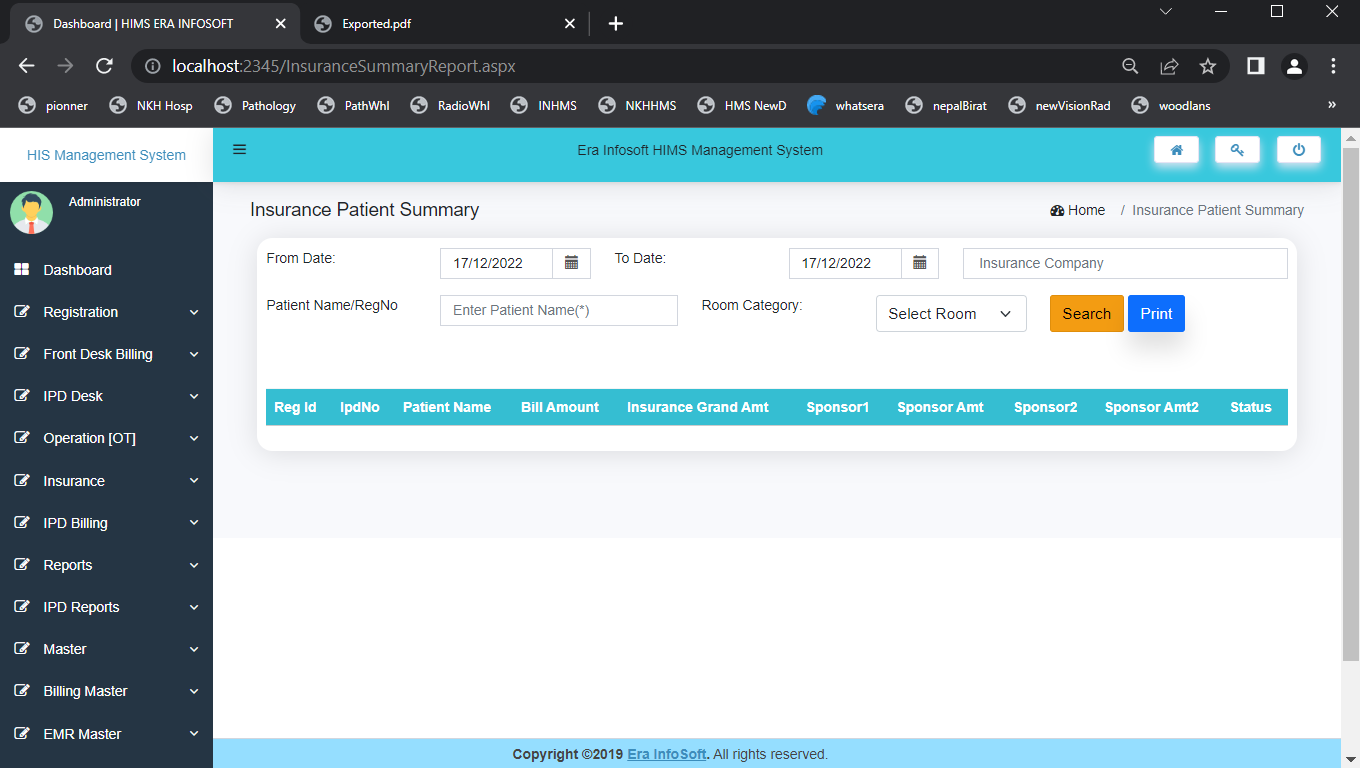 Dashboard | HIMS ERA INFOSOFT
Exported.pdf
localhost:2345/InsuranceSummaryReport.aspx
pionner NKH Hosp Pathology PathWhl RadioWhl INHMS NKHHMS HMS NewD whatsera nepalBirat newVisionRad woodlans »
HIS Management System
Era Infosoft HIMS Management System
Administrator
Dashboard
Registration
Front Desk Billing
IPD Desk
Operation [OT]
Insurance
IPD Billing
Reports
IPD Reports
Master
Billing Master
EMR Master
Insurance Patient Summary
Home / Insurance Patient Summary
From Date: 17/12/2022 To Date: 17/12/2022 Insurance Company
Patient Name/RegNo Enter Patient Name(*) Room Category: Select Room Search Print
Reg Id IpdNo Patient Name Bill Amount Insurance Grand Amt Sponsor1 Sponsor Amt Sponsor2 Sponsor Amt2 Status
Copyright ©2019 Era InfoSoft. All rights reserved.